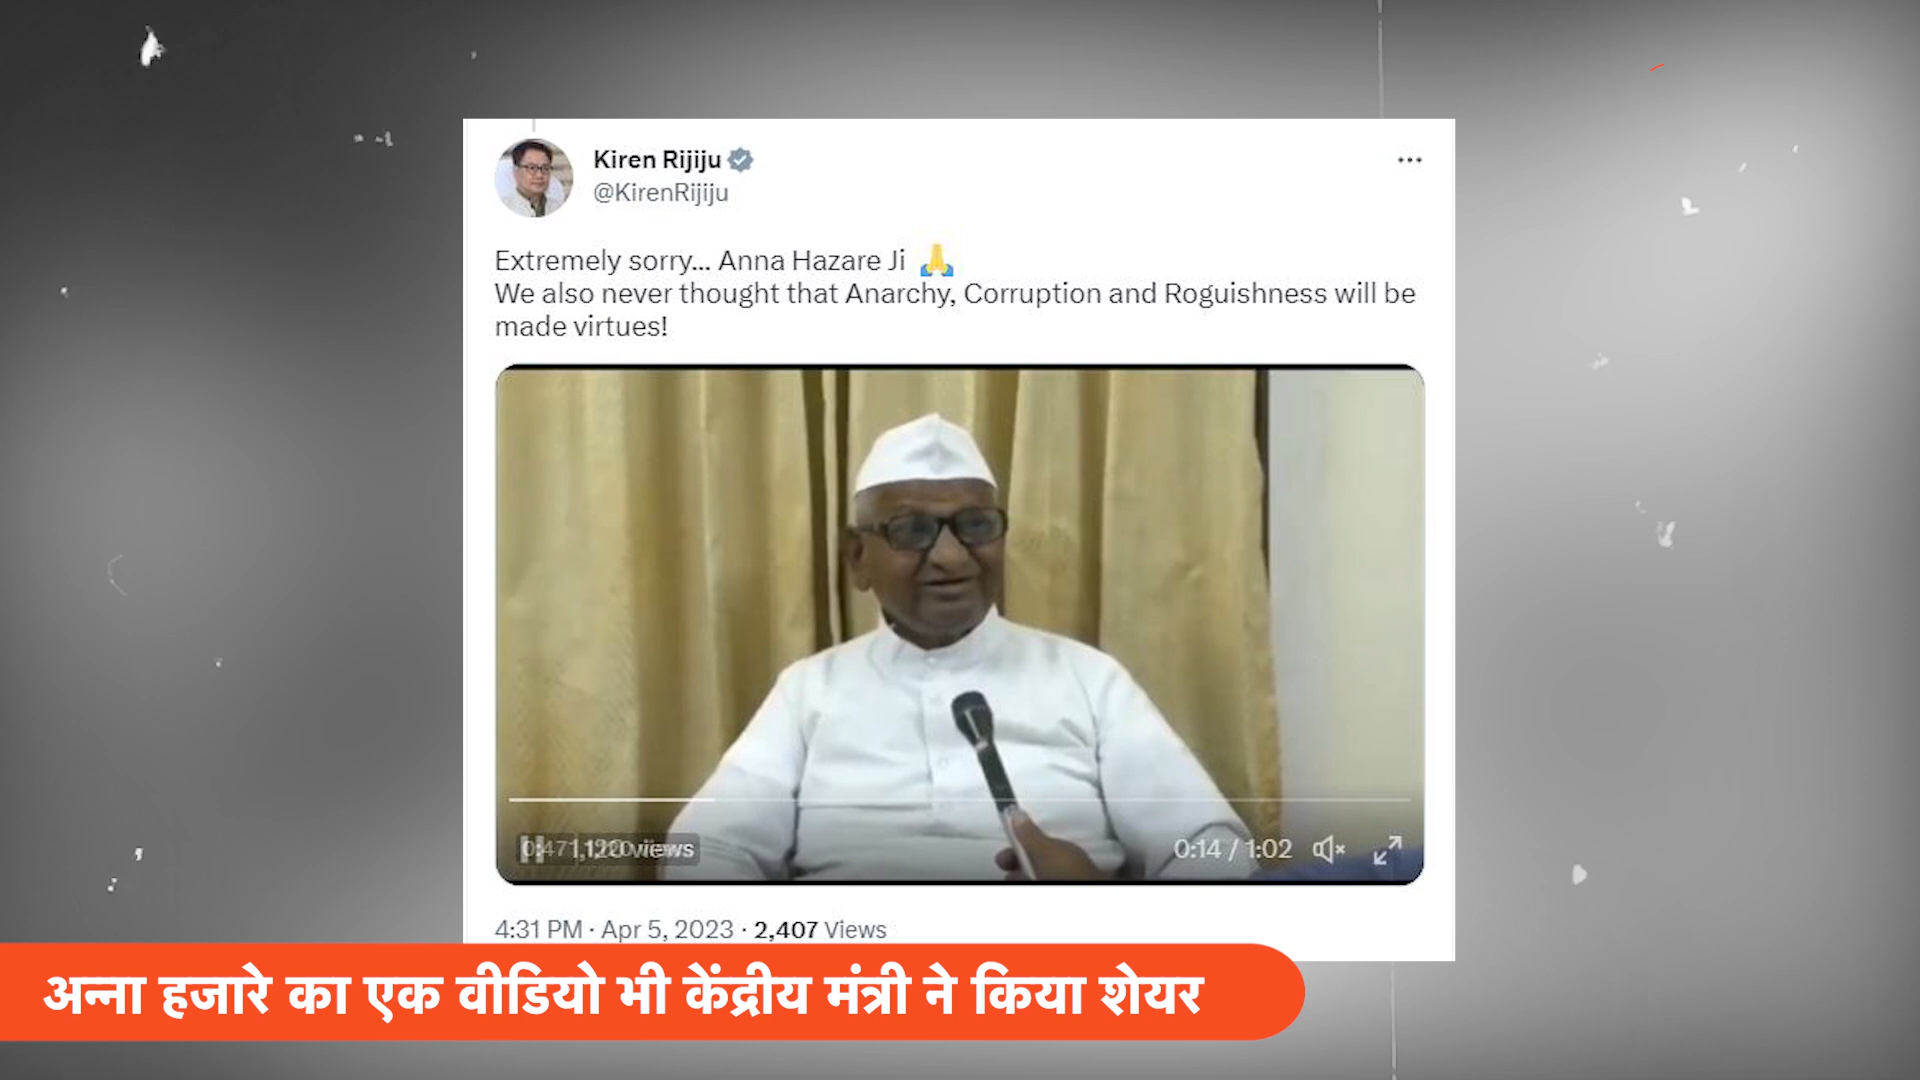 Kiren Rijiju
@KirenRijiju
Extremely sorry... Anna Hazare Ji 🙏
We also never thought that Anarchy, Corruption and Roguishness will be
made virtues!
views
0:14 / 1:02
4:31 PM · Apr 5, 2023 · 2,407 Views
अन्ना हजारे का एक वीडियो भी केंद्रीय मंत्री ने किया शेयर